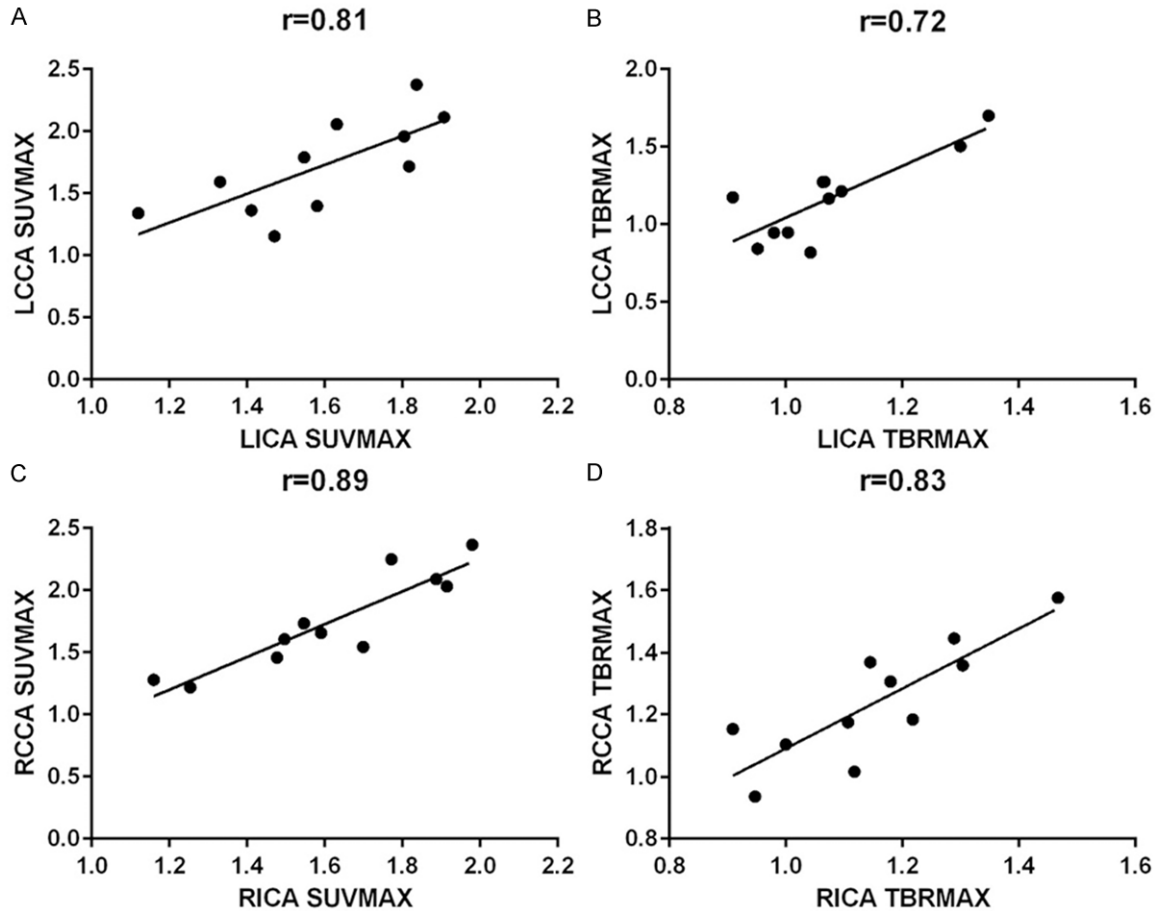 A
r=0.81
LCCA SUVMAX
2.5
2.0
1.5
1.0
0.5
0.0
1.0 1.2 1.4 1.6 1.8 2.0 2.2
LICA SUVMAX
B
r=0.72
LCCA TBRMAX
2.0
1.5
1.0
0.5
0.0
0.8 1.0 1.2 1.4 1.6
LICA TBRMAX
C
r=0.89
RCCA SUVMAX
2.5
2.0
1.5
1.0
0.5
0.0
1.0 1.2 1.4 1.6 1.8 2.0 2.2
RICA SUVMAX
D
r=0.83
RCCA TBRMAX
1.8
1.6
1.4
1.2
1.0
0.8
0.8 1.0 1.2 1.4 1.6
RICA TBRMAX